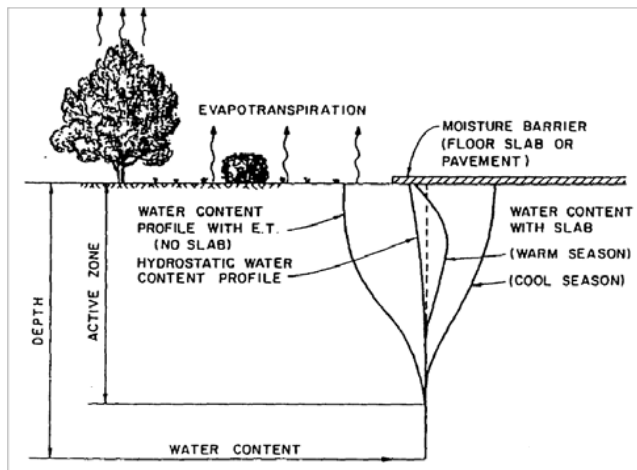 EVAPOTRANSPIRATION
MOISTURE BARRIER
(FLOOR SLAB OR
PAVEMENT)
WATER CONTENT
PROFILE WITH E.T.
(NO SLAB)
HYDROSTATIC WATER
CONTENT PROFILE
WATER CONTENT
WITH SLAB
(WARM SEASON)
(COOL SEASON)
DEPTH
ACTIVE ZONE
WATER CONTENT